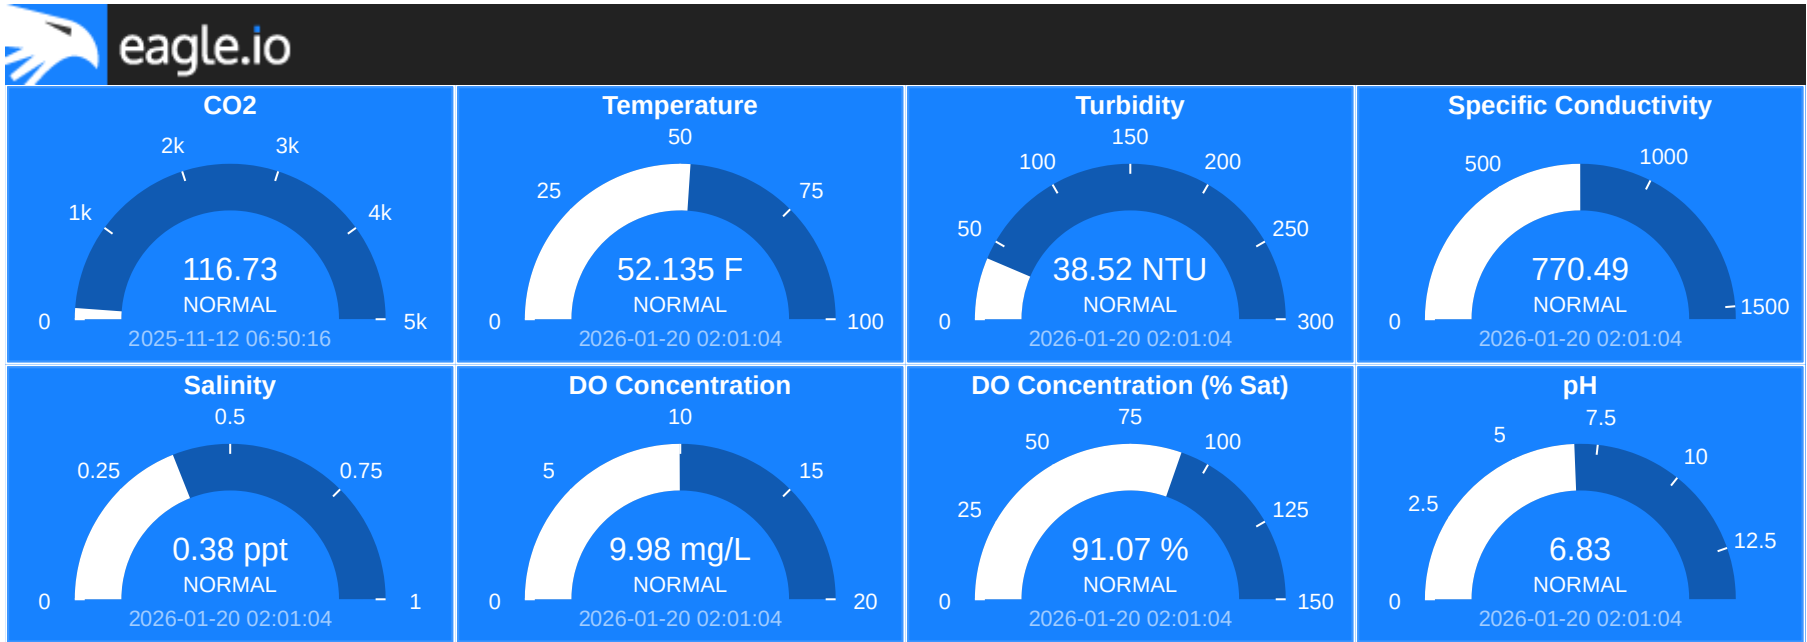 eagle.io
CO2
2k
3k
1k
4k
116.73
NORMAL
0
5k
2025-11-12 06:50:16
Temperature
50
25
75
52.135 F
NORMAL
0
100
2026-01-20 02:01:04
Turbidity
150
100
200
50
250
38.52 NTU
NORMAL
0
300
2026-01-20 02:01:04
Specific Conductivity
500
1000
770.49
NORMAL
0
1500
2026-01-20 02:01:04
Salinity
0.5
0.25
0.75
0.38 ppt
NORMAL
0
1
2026-01-20 02:01:04
DO Concentration
10
5
15
9.98 mg/L
NORMAL
0
20
2026-01-20 02:01:04
DO Concentration (% Sat)
75
50
100
25
125
91.07 %
NORMAL
0
150
2026-01-20 02:01:04
pH
7.5
5
10
2.5
12.5
6.83
NORMAL
0
2026-01-20 02:01:04